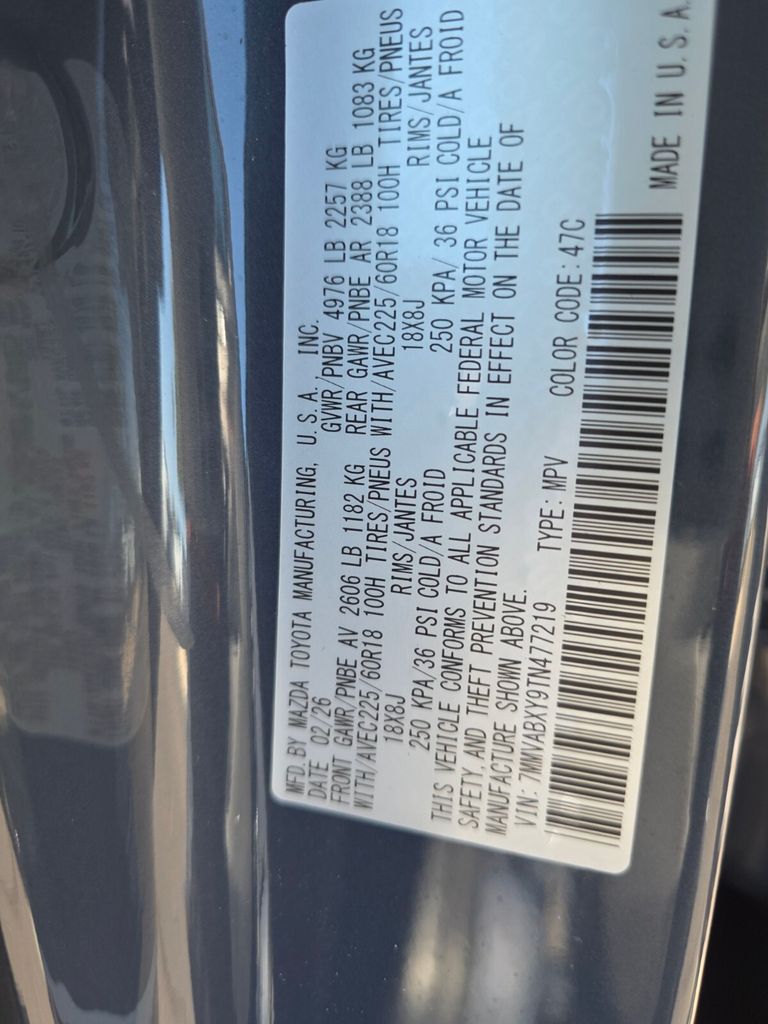 MFD. BY MAZDA TOYOTA MANUFACTURING, U. S. A., INC.
DATE 02/26 GVWR/PNBV 4976 LB 2257 KG
FRONT GAWR/PNBE AV 2606 LB 1182 KG REAR GAWR/PNBE AR 2388 LB 1083 KG
WITH/AVEC225/60R18 100H TIRES/PNEUS WITH/AVEC225/60R18 100H TIRES/PNEUS
18X8J RIMS/JANTES 18X8J RIMS/JANTES
250 KPA/36 PSI COLD/A FROID 250 KPA/ 36 PSI COLD/A FROID
THIS VEHICLE CONFORMS TO ALL APPLICABLE FEDERAL MOTOR VEHICLE
SAFETY,AND THEFT PREVENTION STANDARDS IN EFFECT ON THE DATE OF
MANUFACTURE SHOWN ABOVE.
VIN: 7MMVABXY9TN477219 TYPE: MPV COLOR CODE: 47C
MADE IN U. S. A.